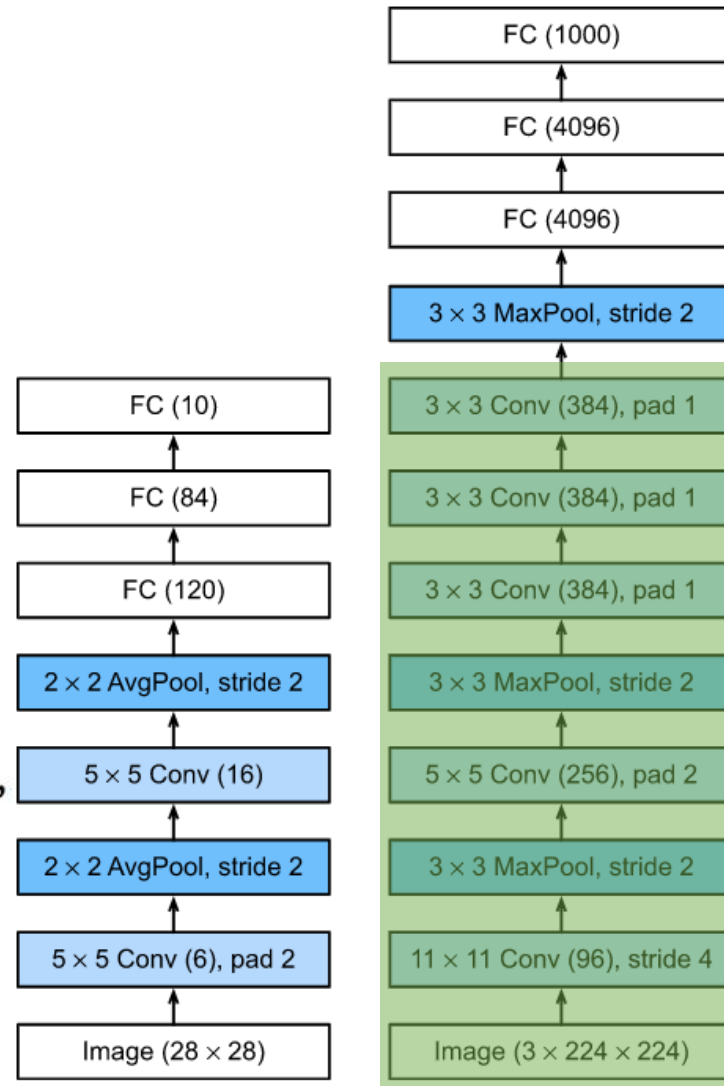 FC (10)
FC (84)
FC (120)
2 × 2 AvgPool, stride 2
5 × 5 Conv (16)
2 × 2 AvgPool, stride 2
5 × 5 Conv (6), pad 2
Image (28 × 28)
FC (1000)
FC (4096)
FC (4096)
3 × 3 MaxPool, stride 2
3 × 3 Conv (384), pad 1
3 × 3 Conv (384), pad 1
3 × 3 Conv (384), pad 1
3 × 3 MaxPool, stride 2
5 × 5 Conv (256), pad 2
3 × 3 MaxPool, stride 2
11 × 11 Conv (96), stride 4
Image (3 × 224 × 224)